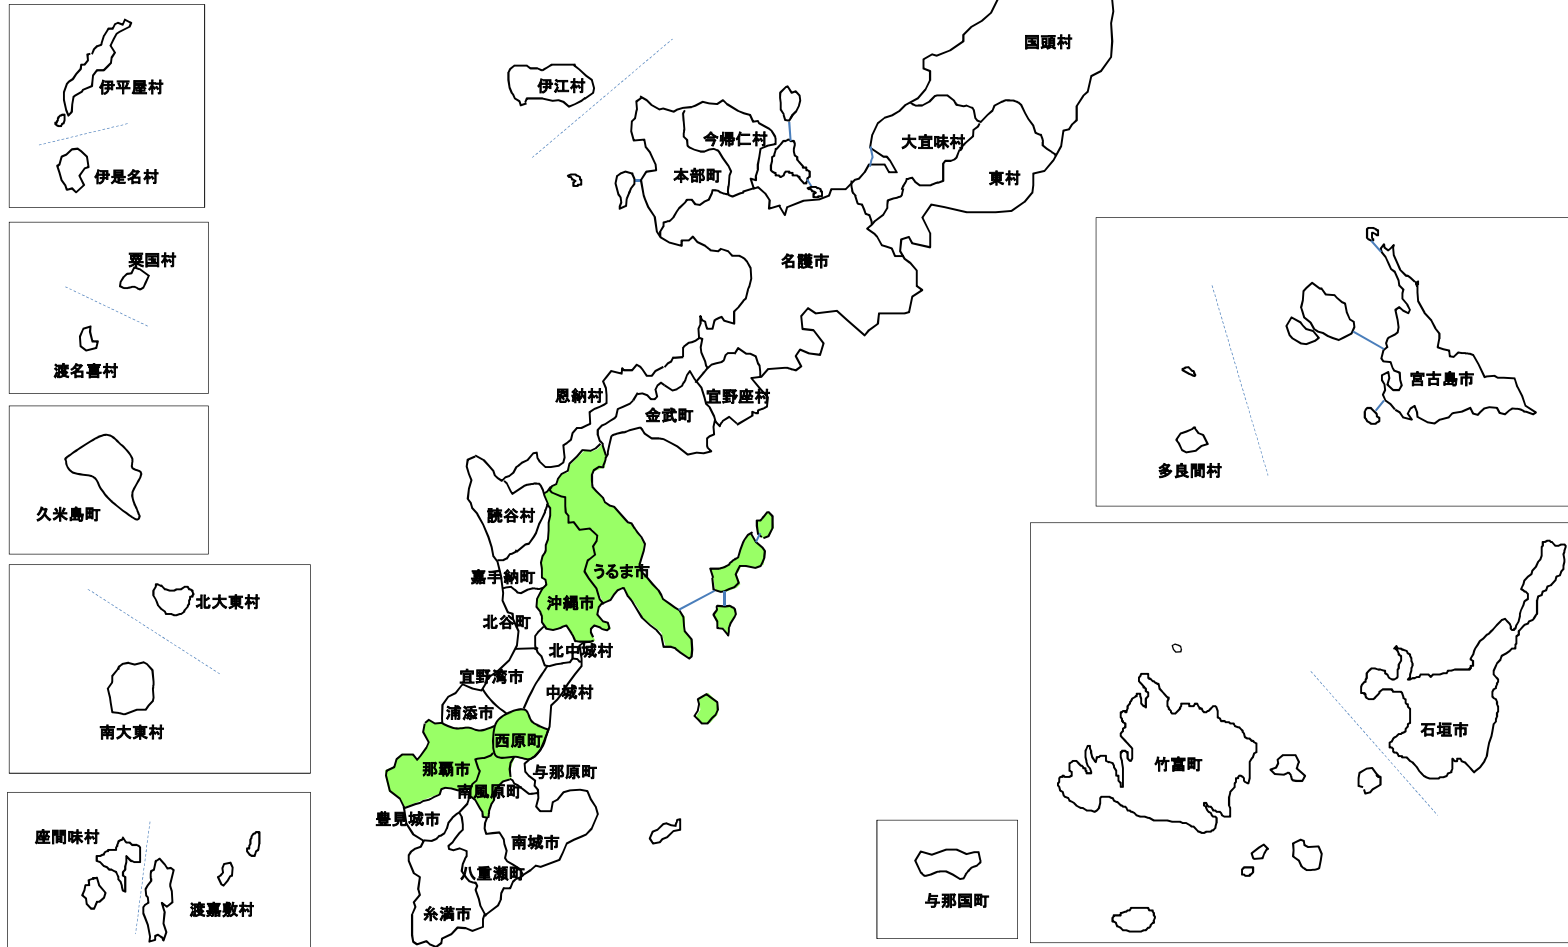 伊平屋村
伊是名村
粟国村
渡名喜村
久米島町
北大東村
南大東村
座間味村
渡嘉敷村
国頭村
伊江村
今帰仁村
大宜味村
本部町
東村
名護市
恩納村
宜野座村
金武町
読谷村
うるま市
嘉手納町
沖縄市
北谷町
北中城村
宜野湾市
中城村
浦添市
西原町
那覇市
与那原町
南風原町
豊見城市
南城市
八重瀬町
糸満市
宮古島市
多良間村
石垣市
竹富町
与那国町